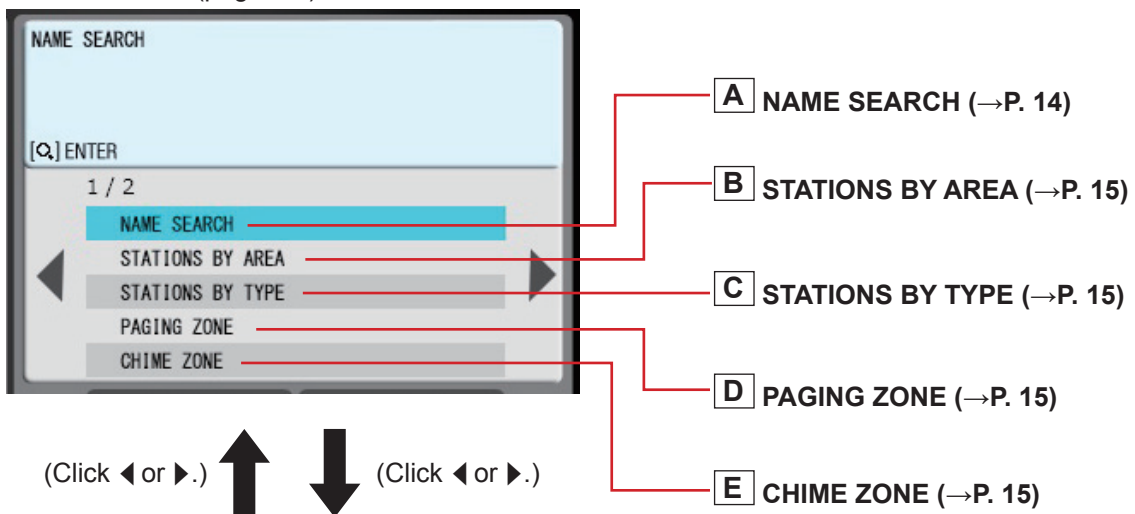 NAME SEARCH
[🔍] ENTER
1 / 2
NAME SEARCH
STATIONS BY AREA
STATIONS BY TYPE
PAGING ZONE
CHIME ZONE
A NAME SEARCH (→P. 14)
B STATIONS BY AREA (→P. 15)
C STATIONS BY TYPE (→P. 15)
D PAGING ZONE (→P. 15)
E CHIME ZONE (→P. 15)
(Click ◀ or ▶.) (Click ◀ or ▶.)